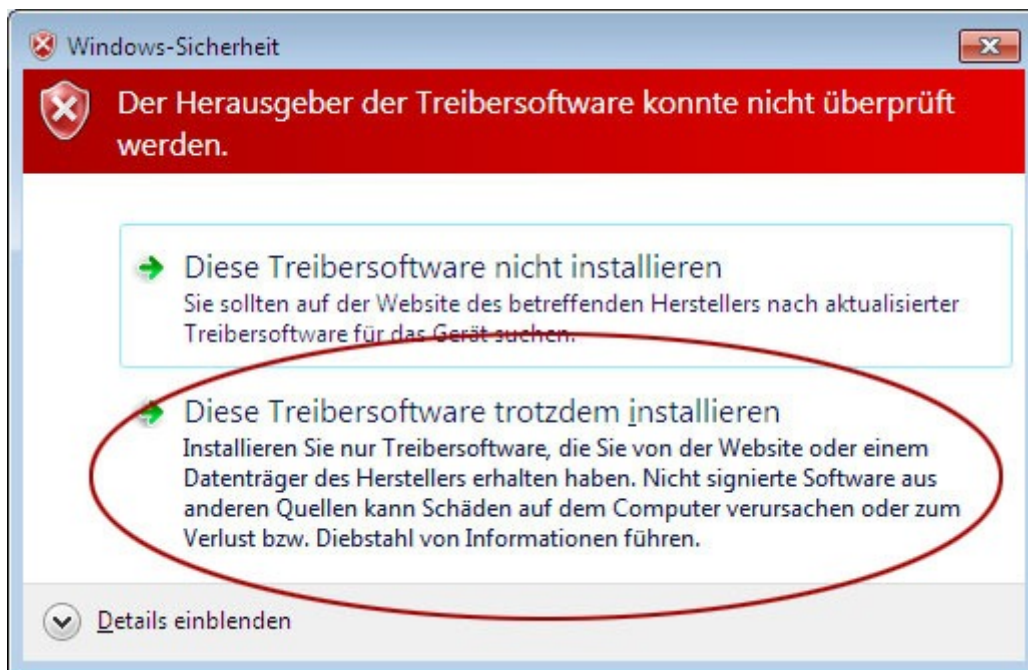 Windows-Sicherheit
Der Herausgeber der Treibersoftware konnte nicht überprüft
werden.
Diese Treibersoftware nicht installieren
Sie sollten auf der Website des betreffenden Herstellers nach aktualisierter
Treibersoftware für das Gerät suchen.
Diese Treibersoftware trotzdem installieren
Installieren Sie nur Treibersoftware, die Sie von der Website oder einem
Datenträger des Herstellers erhalten haben. Nicht signierte Software aus
anderen Quellen kann Schäden auf dem Computer verursachen oder zum
Verlust bzw. Diebstahl von Informationen führen.
Details einblenden